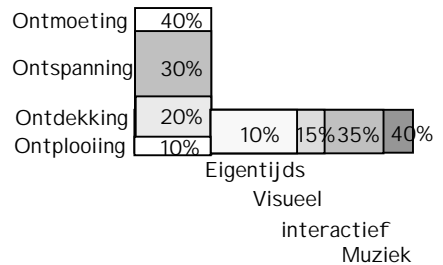 Ontmoeting 40%
Ontspanning 30%
Ontdekking 20% 10% 15% 35% 40%
Ontplooiing 10%
Eigentijds
Visueel
interactief
Muziek